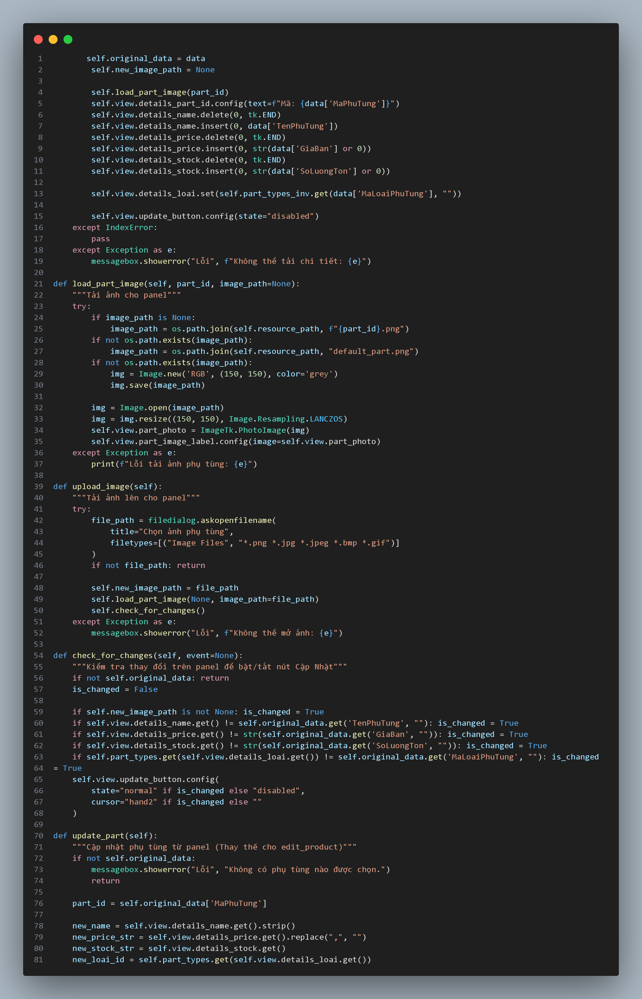 1         self.original_data = data
2          self.new_image_path = None
3
4          self.load_part_image(part_id)
5          self.view.details_part_id.config(text=f"Mã: {data['MaPhuTung']}")
6          self.view.details_name.delete(0, tk.END)
7          self.view.details_name.insert(0, data['TenPhuTung'])
8          self.view.details_price.delete(0, tk.END)
9          self.view.details_price.insert(0, str(data['GiaBan'] or 0))
10         self.view.details_stock.delete(0, tk.END)
11         self.view.details_stock.insert(0, str(data['SoLuongTon'] or 0))
12
13         self.view.details_loai.set(self.part_types_inv.get(data['MaLoaiPhuTung'], ""))
14
15         self.view.update_button.config(state="disabled")
16     except IndexError:
17         pass
18     except Exception as e:
19         messagebox.showerror("Lỗi", f"Không thể tải chi tiết: {e}")
20
21 def load_part_image(self, part_id, image_path=None):
22     """Tải ảnh cho panel"""
23     try:
24         if image_path is None:
25             image_path = os.path.join(self.resource_path, f"{part_id}.png")
26         if not os.path.exists(image_path):
27             image_path = os.path.join(self.resource_path, "default_part.png")
28         if not os.path.exists(image_path):
29             img = Image.new('RGB', (150, 150), color='grey')
30             img.save(image_path)
31
32         img = Image.open(image_path)
33         img = img.resize((150, 150), Image.Resampling.LANCZOS)
34         self.view.part_photo = ImageTk.PhotoImage(img)
35         self.view.part_image_label.config(image=self.view.part_photo)
36     except Exception as e:
37         print(f"Lỗi tải ảnh phụ tùng: {e}")
38
39 def upload_image(self):
40     """Tải ảnh lên cho panel"""
41     try:
42         file_path = filedialog.askopenfilename(
43             title="Chọn ảnh phụ tùng",
44             filetypes=[("Image Files", "*.png *.jpg *.jpeg *.bmp *.gif")]
45         )
46         if not file_path: return
47
48         self.new_image_path = file_path
49         self.load_part_image(None, image_path=file_path)
50         self.check_for_changes()
51     except Exception as e:
52         messagebox.showerror("Lỗi", f"Không thể mở ảnh: {e}")
53
54 def check_for_changes(self, event=None):
55     """Kiểm tra thay đổi trên panel để bật/tắt nút Cập Nhật"""
56     if not self.original_data: return
57     is_changed = False
58
59     if self.new_image_path is not None: is_changed = True
60     if self.view.details_name.get() != self.original_data.get('TenPhuTung', ""): is_changed = True
61     if self.view.details_price.get() != str(self.original_data.get('GiaBan', "")): is_changed = True
62     if self.view.details_stock.get() != str(self.original_data.get('SoLuongTon', "")): is_changed = True
63     if self.part_types.get(self.view.details_loai.get()) != self.original_data.get('MaLoaiPhuTung', ""): is_changed
64 = True
65     self.view.update_button.config(
66         state="normal" if is_changed else "disabled",
67         cursor="hand2" if is_changed else ""
68     )
69
70 def update_part(self):
71     """Cập nhật phụ tùng từ panel (Thay thế cho edit_product)"""
72     if not self.original_data:
73         messagebox.showerror("Lỗi", "Không có phụ tùng nào được chọn.")
74         return
75
76     part_id = self.original_data['MaPhuTung']
77
78     new_name = self.view.details_name.get().strip()
79     new_price_str = self.view.details_price.get().replace(",", "")
80     new_stock_str = self.view.details_stock.get()
81     new_loai_id = self.part_types.get(self.view.details_loai.get())